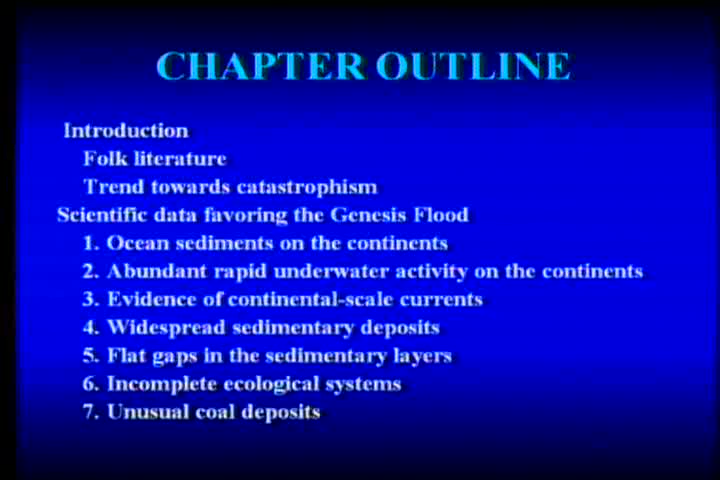 CHAPTER OUTLINE
Introduction
Folk literature
Trend towards catastrophism
Scientific data favoring the Genesis Flood
1. Ocean sediments on the continents
2. Abundant rapid underwater activity on the continents
3. Evidence of continental-scale currents
4. Widespread sedimentary deposits
5. Flat gaps in the sedimentary layers
6. Incomplete ecological systems
7. Unusual coal deposits